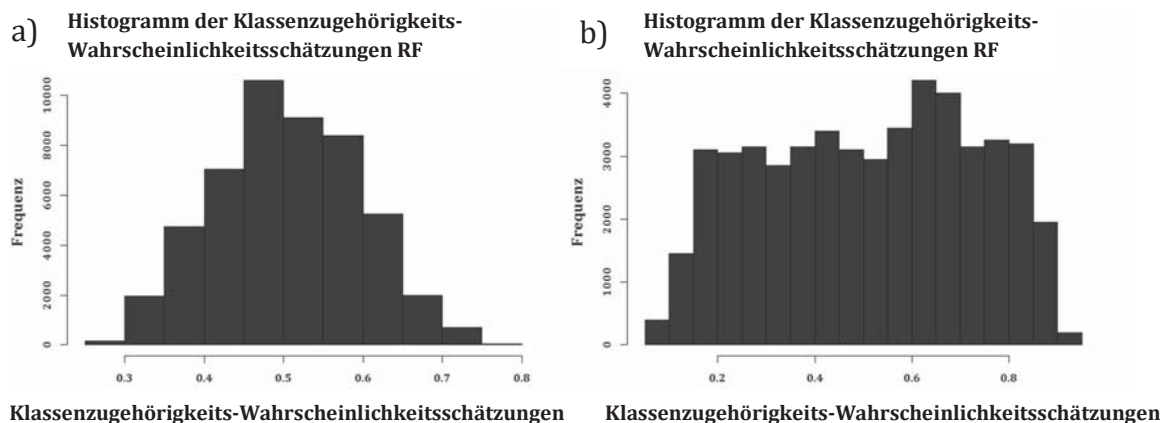 a)
Histogramm der Klassenzugehörigkeits-
Wahrscheinlichkeitsschätzungen RF
Frequenz
10000
8000
6000
4000
2000
0
0.3 0.4 0.5 0.6 0.7 0.8
Klassenzugehörigkeits-Wahrscheinlichkeitsschätzungen
b)
Histogramm der Klassenzugehörigkeits-
Wahrscheinlichkeitsschätzungen RF
Frequenz
4000
3000
2000
1000
0
0.2 0.4 0.6 0.8
Klassenzugehörigkeits-Wahrscheinlichkeitsschätzungen